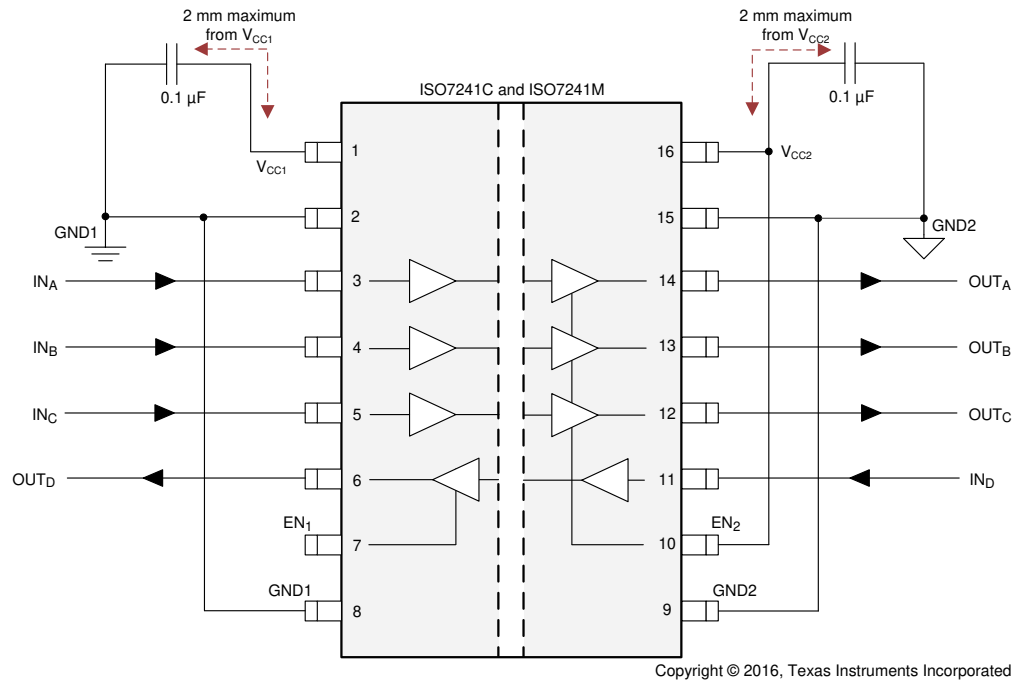 2 mm maximum
from VCC1
2 mm maximum
from VCC2
0.1 µF
0.1 µF
ISO7241C and ISO7241M
VCC1
1
16
VCC2
GND1
2
15
GND2
INA
3
14
OUTA
INB
4
13
OUTB
INC
5
12
OUTC
OUTD
6
11
IND
EN1
7
10
EN2
GND1
8
9
GND2
Copyright © 2016, Texas Instruments Incorporated